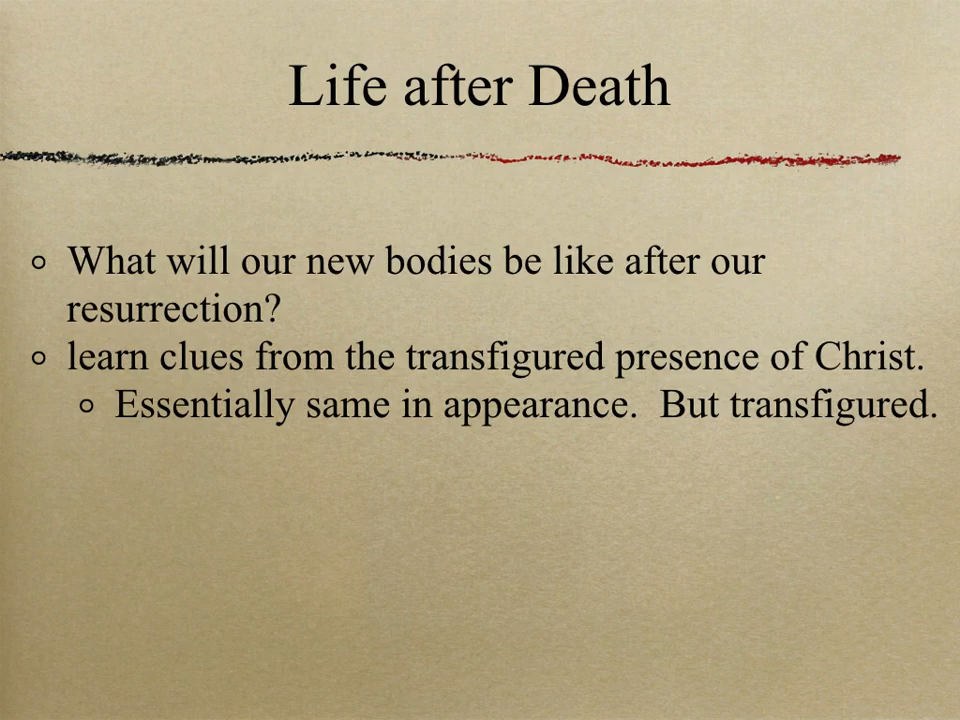 Life after Death
What will our new bodies be like after our
resurrection?
learn clues from the transfigured presence of Christ.
Essentially same in appearance.  But transfigured.